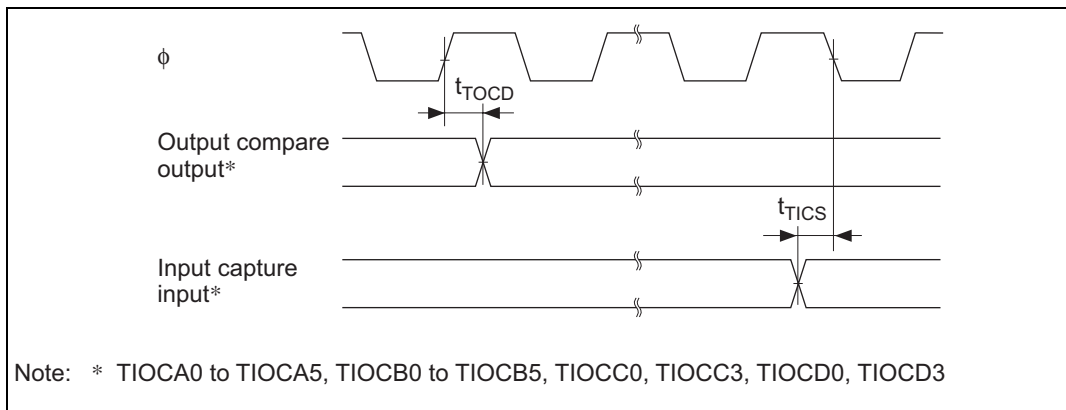 ϕ
tTOCD
Output compare
output*
tTICS
Input capture
input*
Note: * TIOCA0 to TIOCA5, TIOCB0 to TIOCB5, TIOCC0, TIOCC3, TIOCD0, TIOCD3